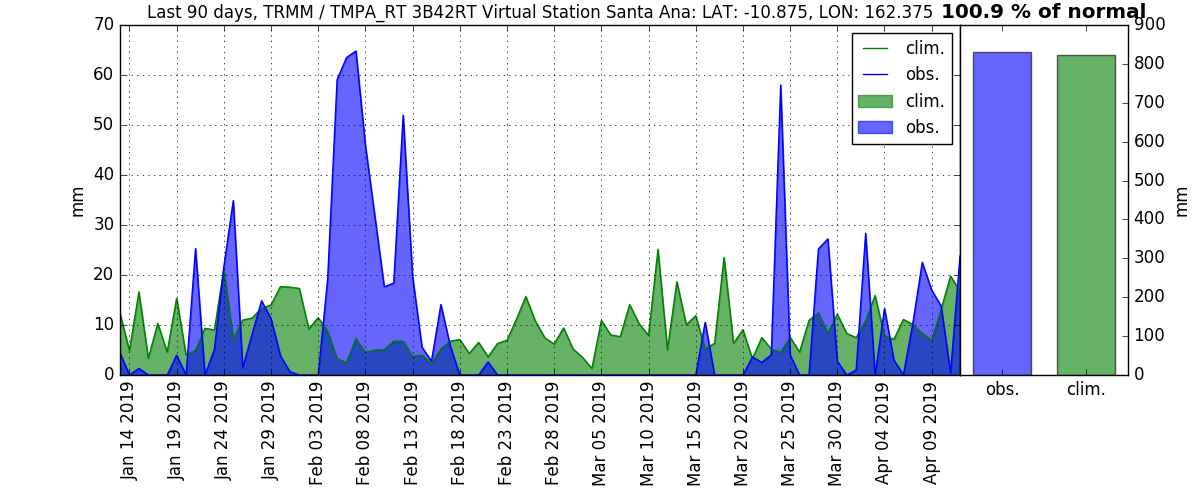 Last 90 days, TRMM / TMPA_RT 3B42RT Virtual Station Santa Ana: LAT: -10.875, LON: 162.375 100.9 % of normal
70
60
50
40
30
20
10
0
mm
clim.
obs.
clim.
obs.
900
800
700
600
500
400
300
200
100
0
mm
obs. clim.
Jan 14 2019
Jan 19 2019
Jan 24 2019
Jan 29 2019
Feb 03 2019
Feb 08 2019
Feb 13 2019
Feb 18 2019
Feb 23 2019
Feb 28 2019
Mar 05 2019
Mar 10 2019
Mar 15 2019
Mar 20 2019
Mar 25 2019
Mar 30 2019
Apr 04 2019
Apr 09 2019